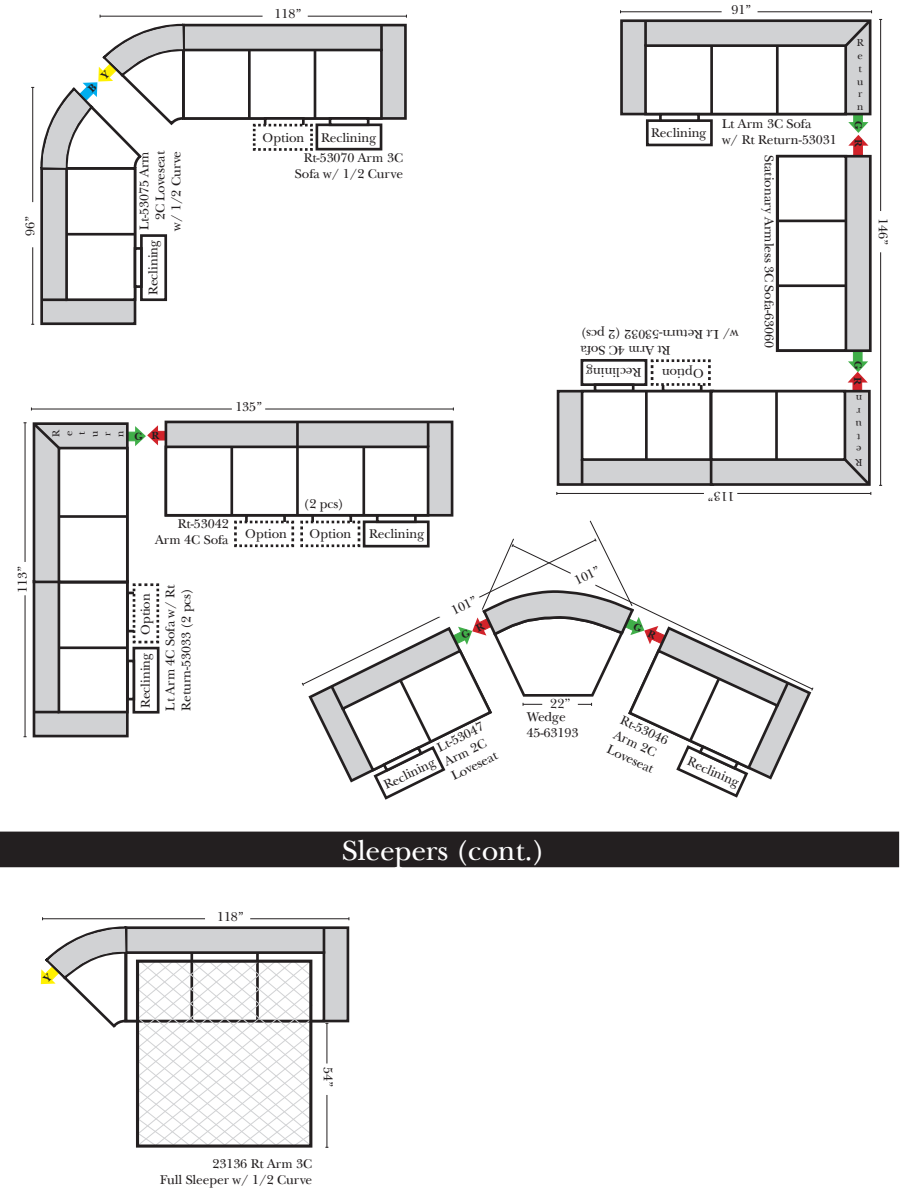 118”
B
Y
Option
Reclining
Rt-53070 Arm 3C
Sofa w/ 1/2 Curve
96”
Lt-53075 Arm
2C Loveseat
w/ 1/2 Curve
Reclining
91”
Return
Reclining
Lt Arm 3C Sofa
w/ Rt Return-53031
G
R
Stationary Armless 3C Sofa-63060
146”
G
R
Rt Arm 4C Sofa
w/ Lt Return-53032 (2 pcs)
Reclining
Option
Return
113”
135”
Return
G
R
(2 pcs)
Rt-53042
Arm 4C Sofa
Option
Option
Reclining
113”
Option
Reclining
Lt Arm 4C Sofa w/ Rt
Return-53033 (2 pcs)
101”
101”
G
R
G
R
22”
Wedge
45-63193
Lt-53047
Arm 2C
Loveseat
Reclining
Rt-53046
Arm 2C
Loveseat
Reclining
Sleepers (cont.)
118”
Y
54”
23136 Rt Arm 3C
Full Sleeper w/ 1/2 Curve